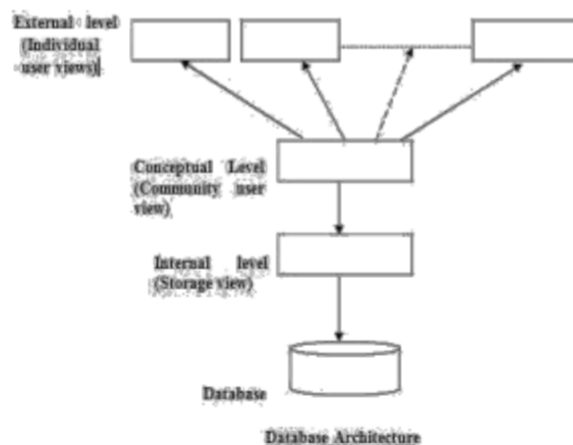 External level
(Individual
user views)
Conceptual Level
(Community user
view)
Internal level
(Storage view)
Database
Database Architecture